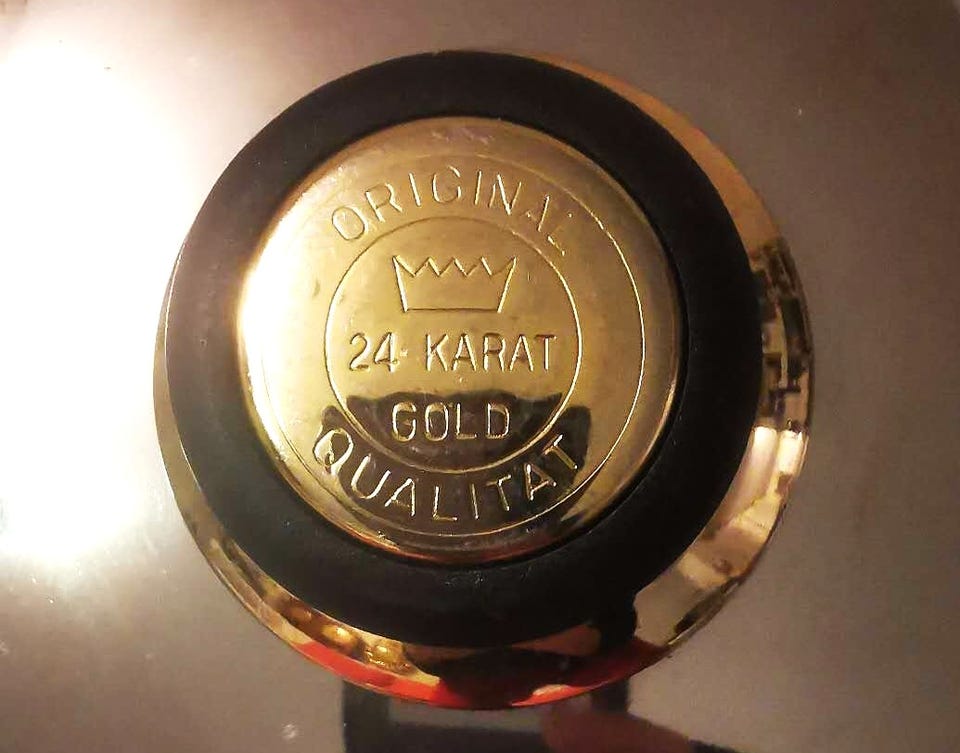 ORIGINAL
24 KARAT
GOLD
QUALITAT